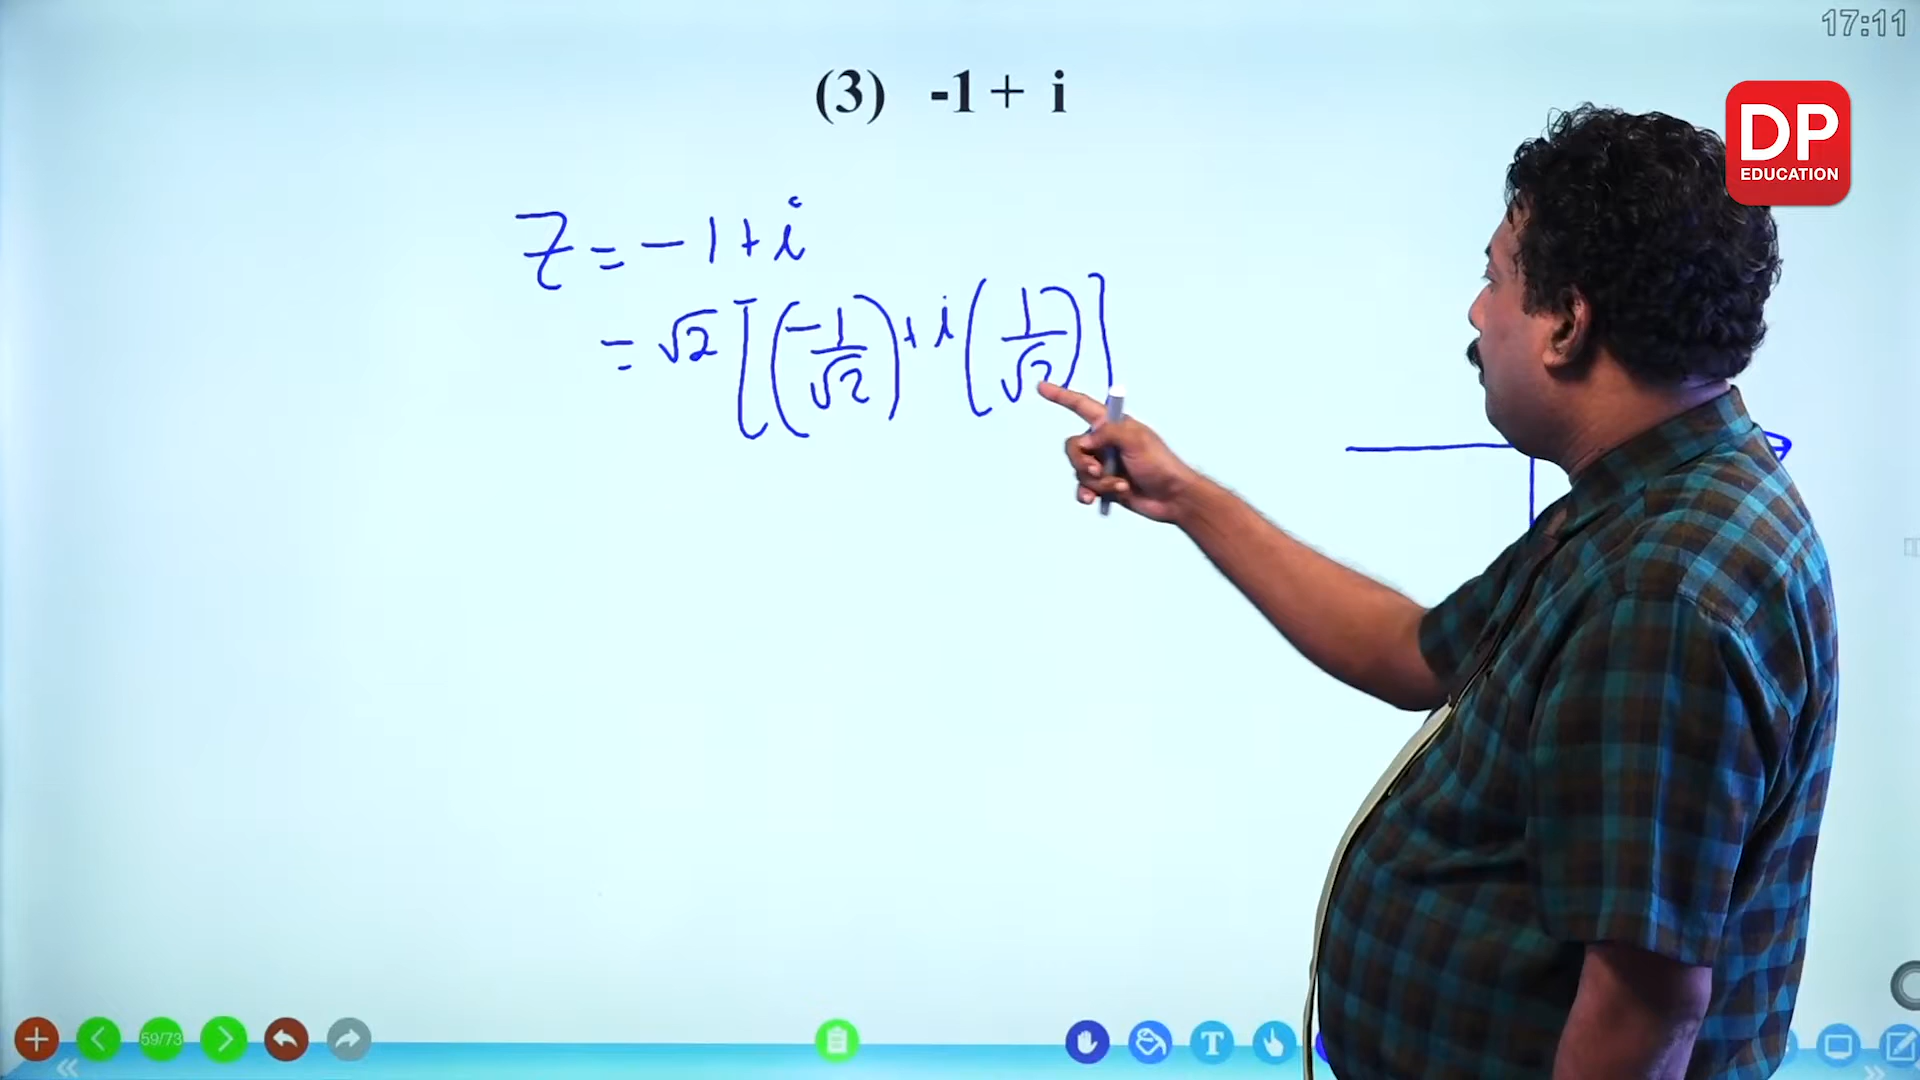 17:11
(3) -1 + i
DP
EDUCATION
Z = -1 + i
= √2 [(-1/√2) + i (1/√2)]
59/73
T